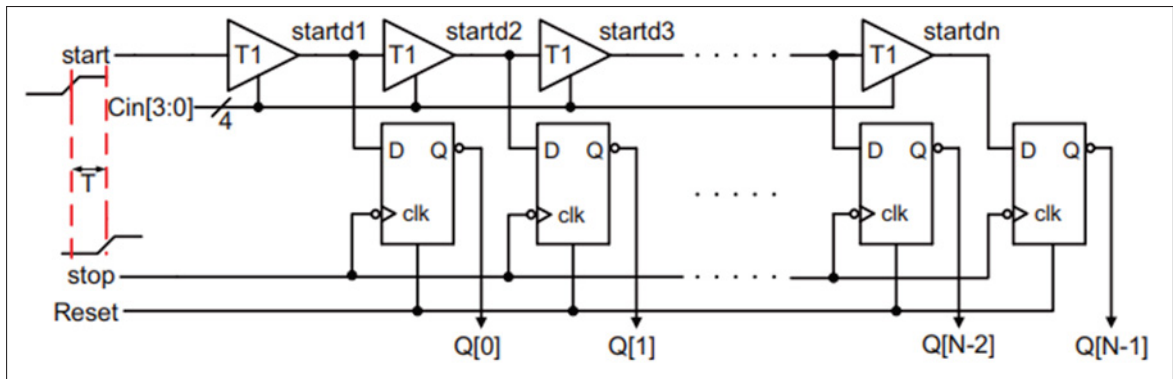 startd1 startd2 startd3 startdn
start T1 T1 T1 T1
Cin[3:0] 4
T
D Q D Q D Q D Q
clk clk clk clk
stop
Reset
Q[0] Q[1] Q[N-2] Q[N-1]